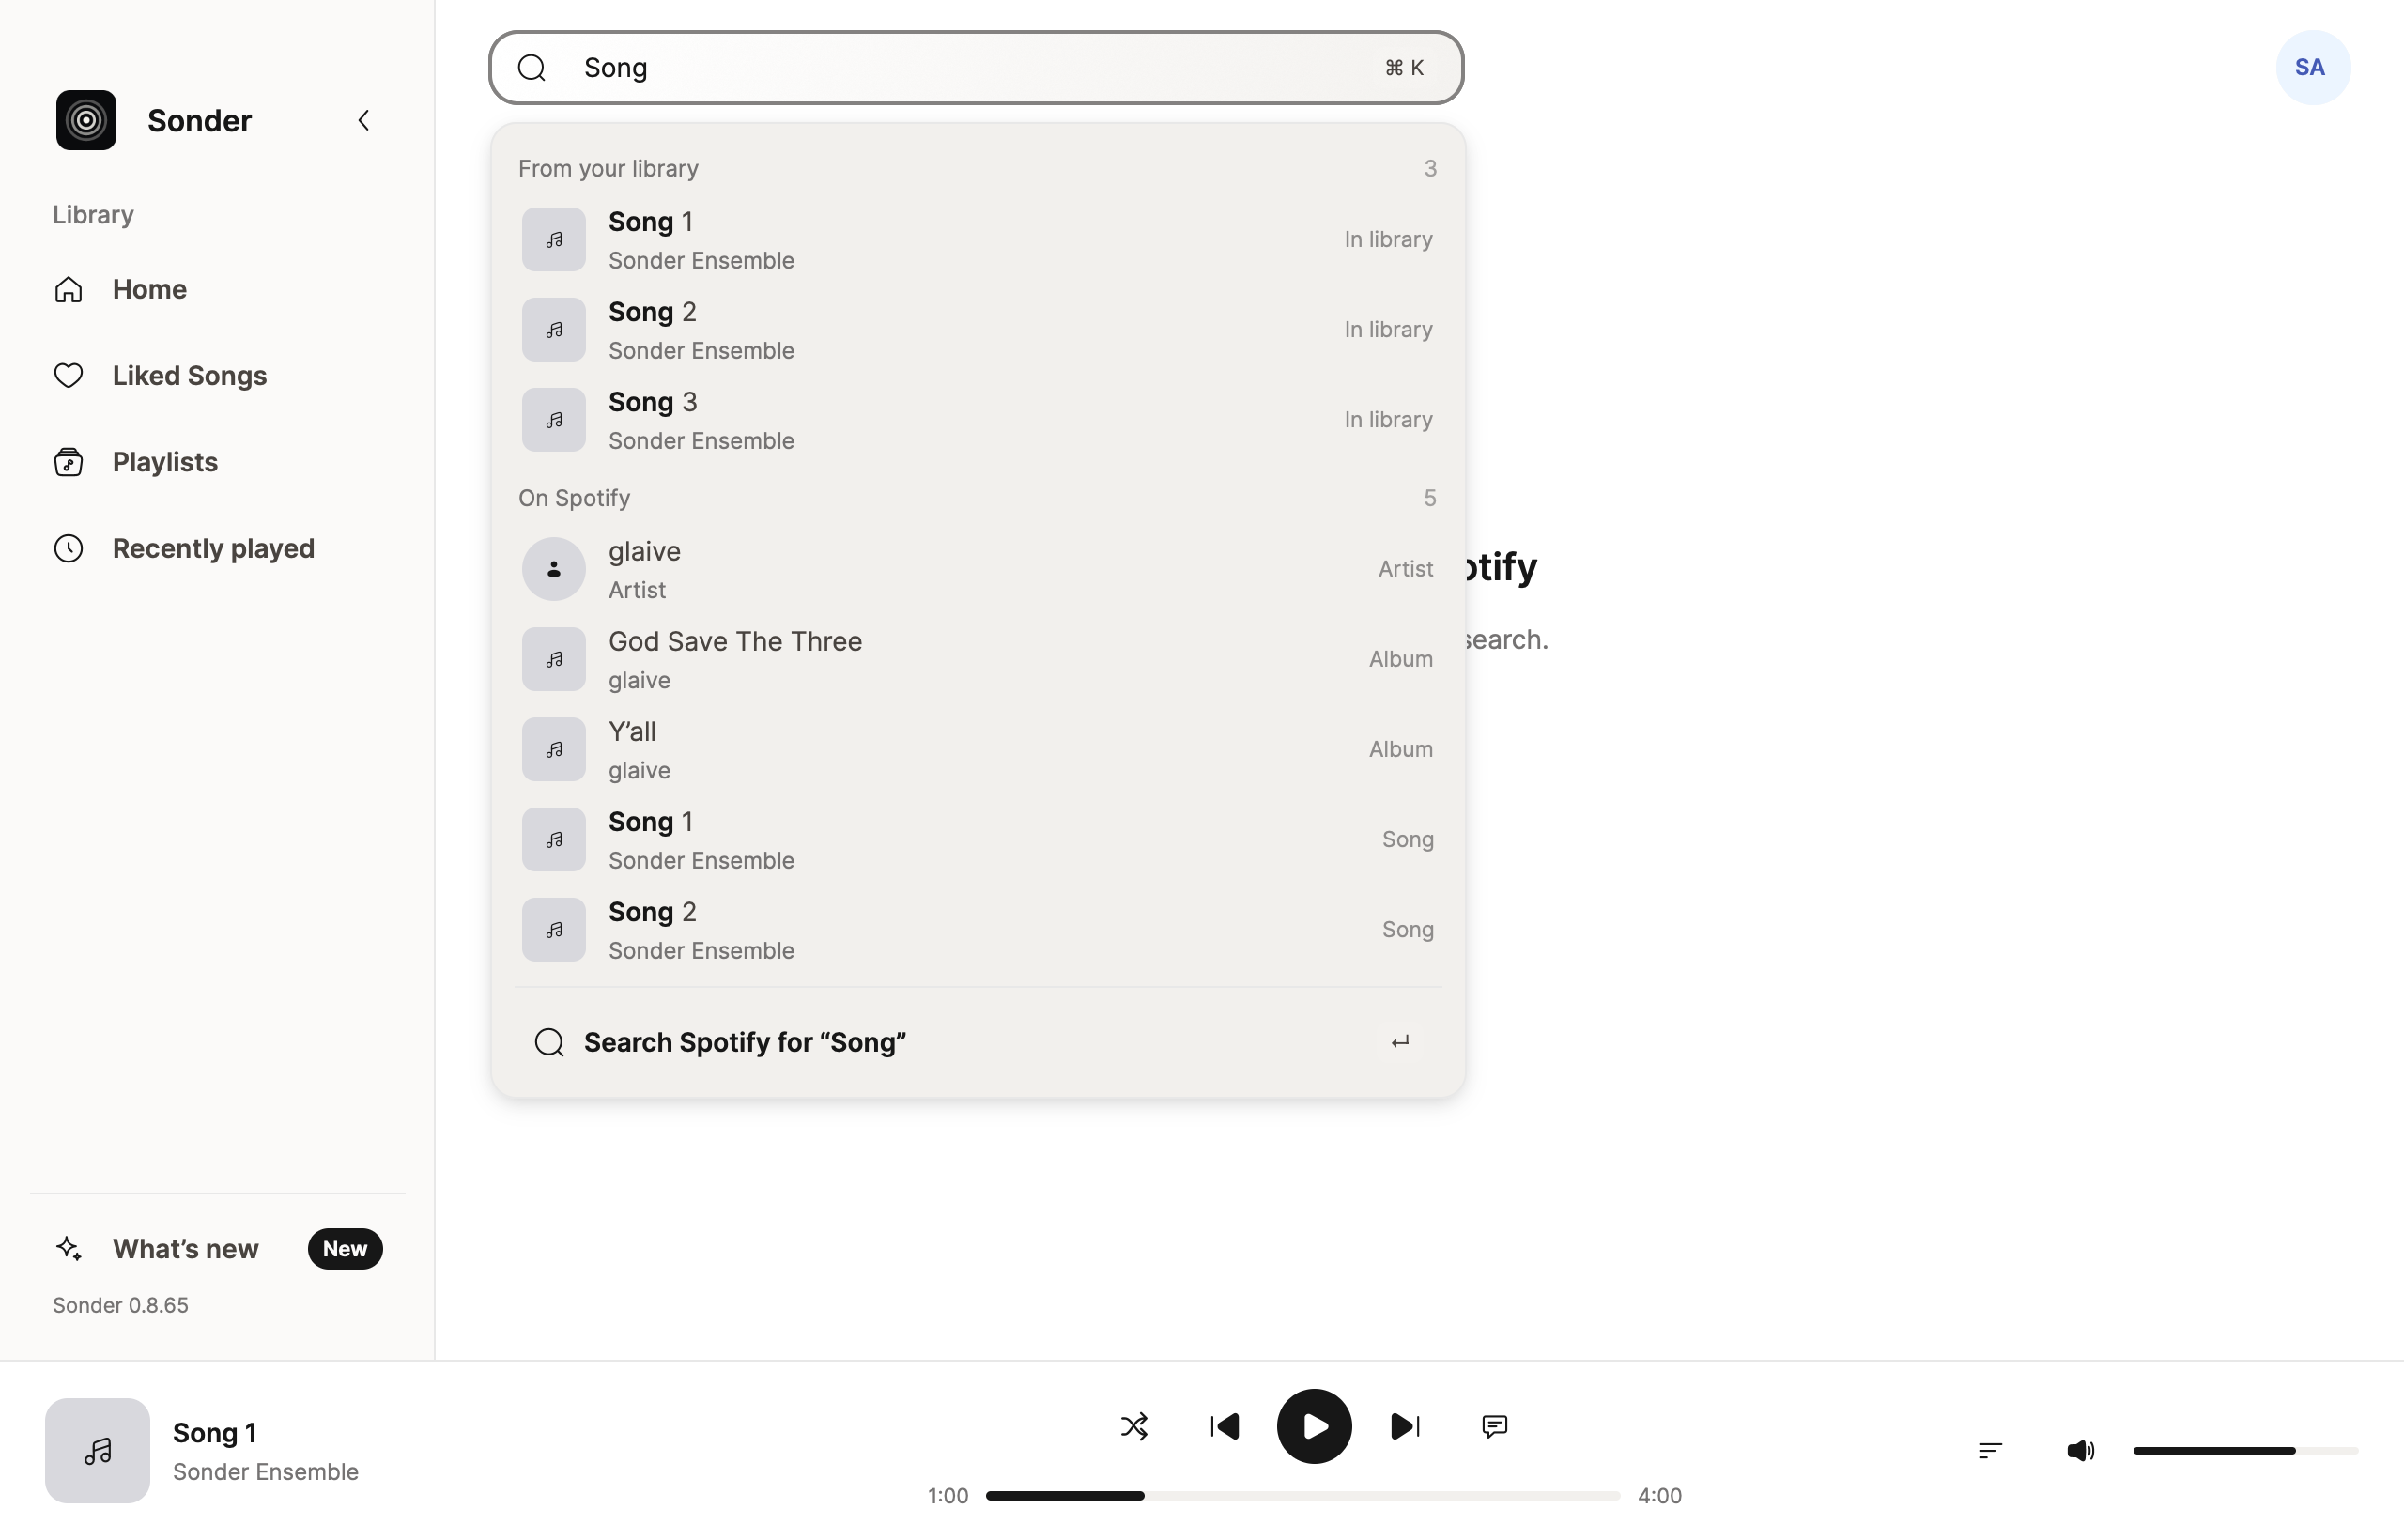 Song
⌘ K
SA
Sonder
Library
Home
Liked Songs
Playlists
Recently played
From your library 3
Song 1
Sonder Ensemble
In library
Song 2
Sonder Ensemble
In library
Song 3
Sonder Ensemble
In library
On Spotify 5
glaive
Artist
Artist
God Save The Three
glaive
Album
Y’all
glaive
Album
Song 1
Sonder Ensemble
Song
Song 2
Sonder Ensemble
Song
Search Spotify for “Song”
search.
What’s new
New
Sonder 0.8.65
Song 1
Sonder Ensemble
1:00
4:00